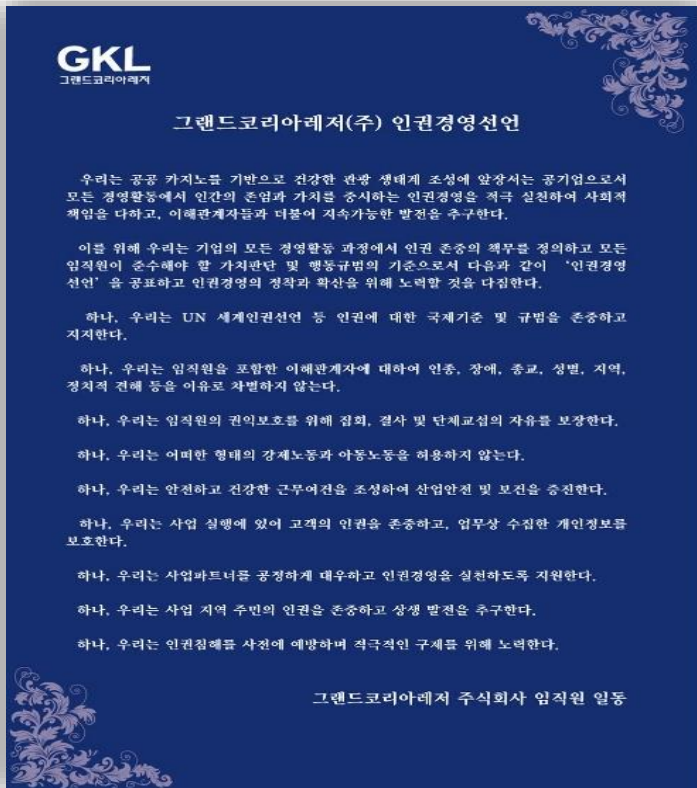 GKL
그랜드코리아레저
그랜드코리아레저(주) 인권경영선언
우리는 공공 카지노를 기반으로 건강한 관광 생태계 조성에 앞장서는 공기업으로서
모든 경영활동에서 인간의 존엄과 가치를 중시하는 인권경영을 적극 실천하여 사회적
책임을 다하고, 이해관계자들과 더불어 지속가능한 발전을 추구한다.
이를 위해 우리는 기업의 모든 경영활동 과정에서 인권 존중의 책무를 정의하고 모든
임직원이 준수해야 할 가치판단 및 행동규범의 기준으로서 다음과 같이 ‘인권경영
선언’을 공표하고 인권경영의 정착과 확산을 위해 노력할 것을 다짐한다.
하나, 우리는 UN 세계인권선언 등 인권에 대한 국제기준 및 규범을 존중하고
지지한다.
하나, 우리는 임직원을 포함한 이해관계자에 대하여 인종, 장애, 종교, 성별, 지역,
정치적 견해 등을 이유로 차별하지 않는다.
하나, 우리는 임직원의 권익보호를 위해 집회, 결사 및 단체교섭의 자유를 보장한다.
하나, 우리는 어떠한 형태의 강제노동과 아동노동을 허용하지 않는다.
하나, 우리는 안전하고 건강한 근무여건을 조성하여 산업안전 및 보건을 증진한다.
하나, 우리는 사업 실행에 있어 고객의 인권을 존중하고, 업무상 수집한 개인정보를
보호한다.
하나, 우리는 사업파트너를 공정하게 대우하고 인권경영을 실천하도록 지원한다.
하나, 우리는 사업 지역 주민의 인권을 존중하고 상생 발전을 추구한다.
하나, 우리는 인권침해를 사전에 예방하며 적극적인 구제를 위해 노력한다.
그랜드코리아레저 주식회사 임직원 일동